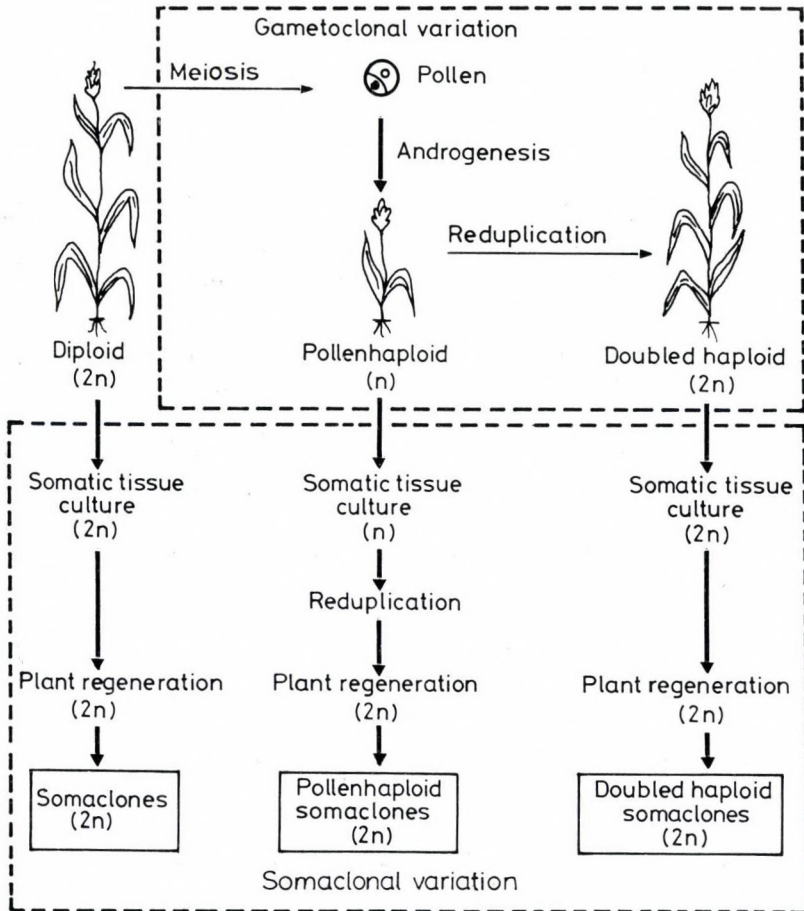 Gametoclonal variation
Meiosis
Pollen
Androgenesis
Reduplication
Diploid
(2n)
Pollenhaploid
(n)
Doubled haploid
(2n)
Somatic tissue
culture
(2n)
Somatic tissue
culture
(n)
Somatic tissue
culture
(2n)
Reduplication
Plant regeneration
(2n)
Plant regeneration
(2n)
Plant regeneration
(2n)
Somaclones
(2n)
Pollenhaploid
somaclones
(2n)
Doubled haploid
somaclones
(2n)
Somaclonal variation